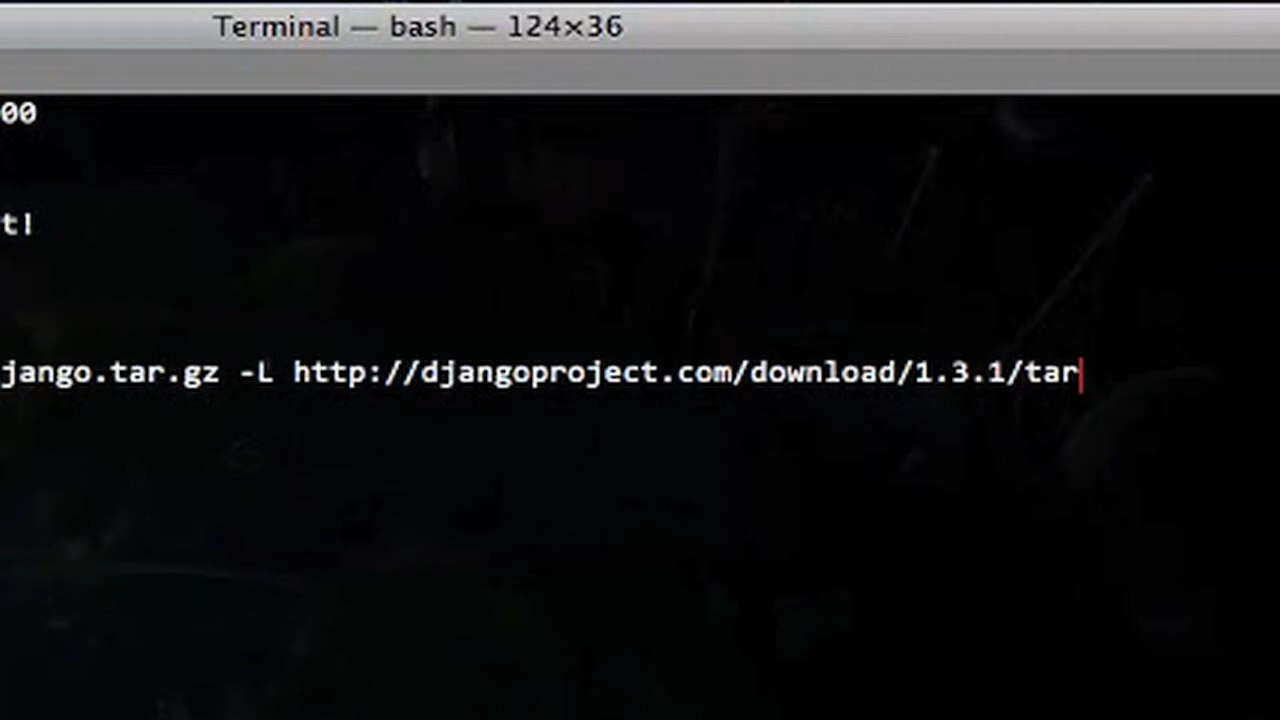 Terminal — bash — 124×36
00
t!
jango.tar.gz -L http://djangoproject.com/download/1.3.1/tar